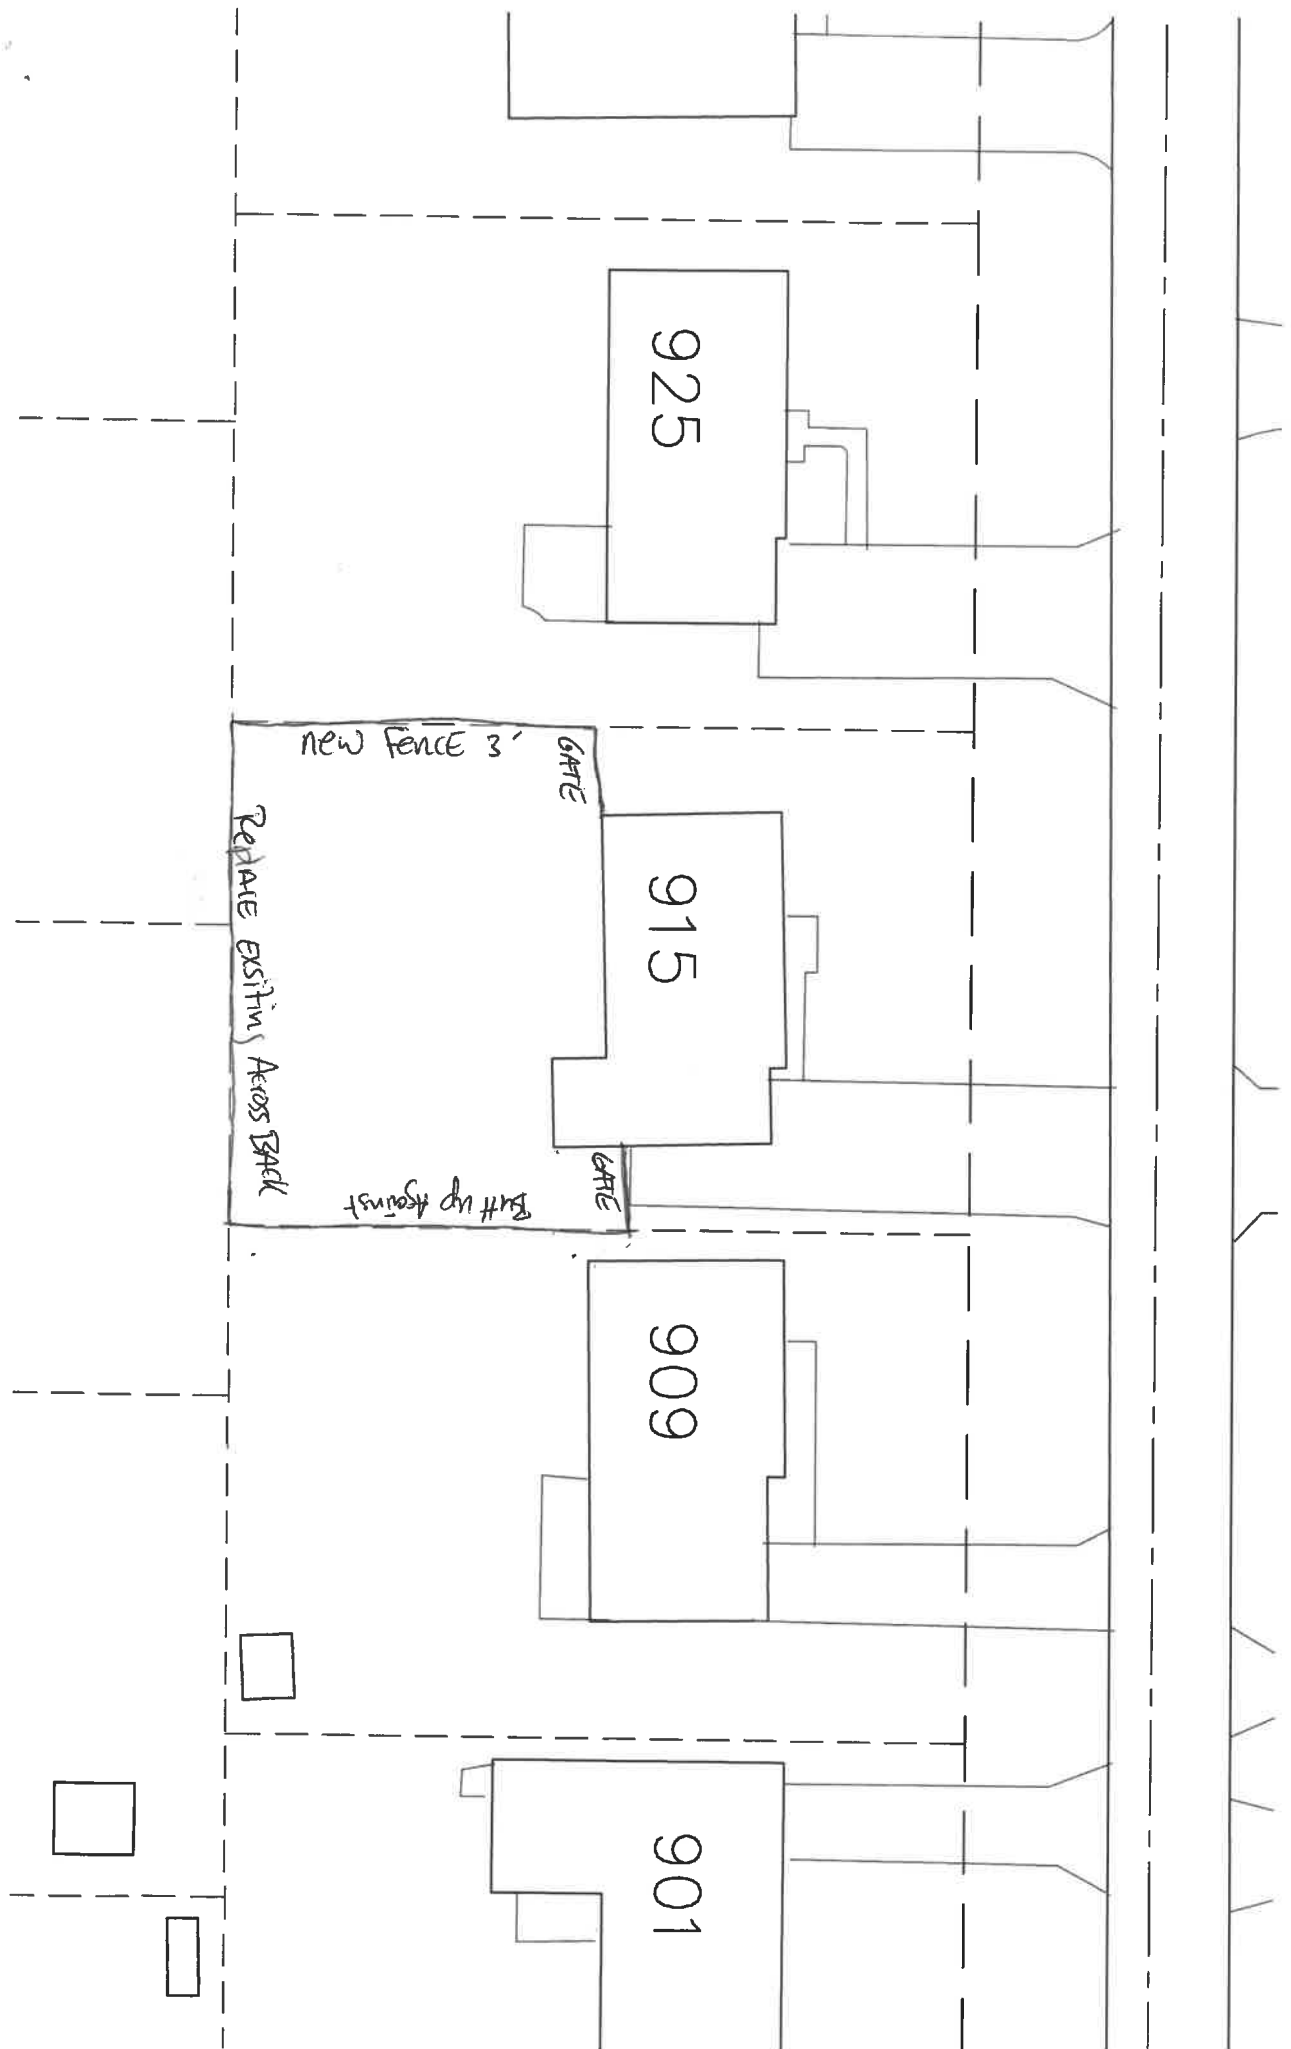 925
new Fence 3'
GATE
915
Replace Exsiting Across Back
GATE
Butt up Against
909
901